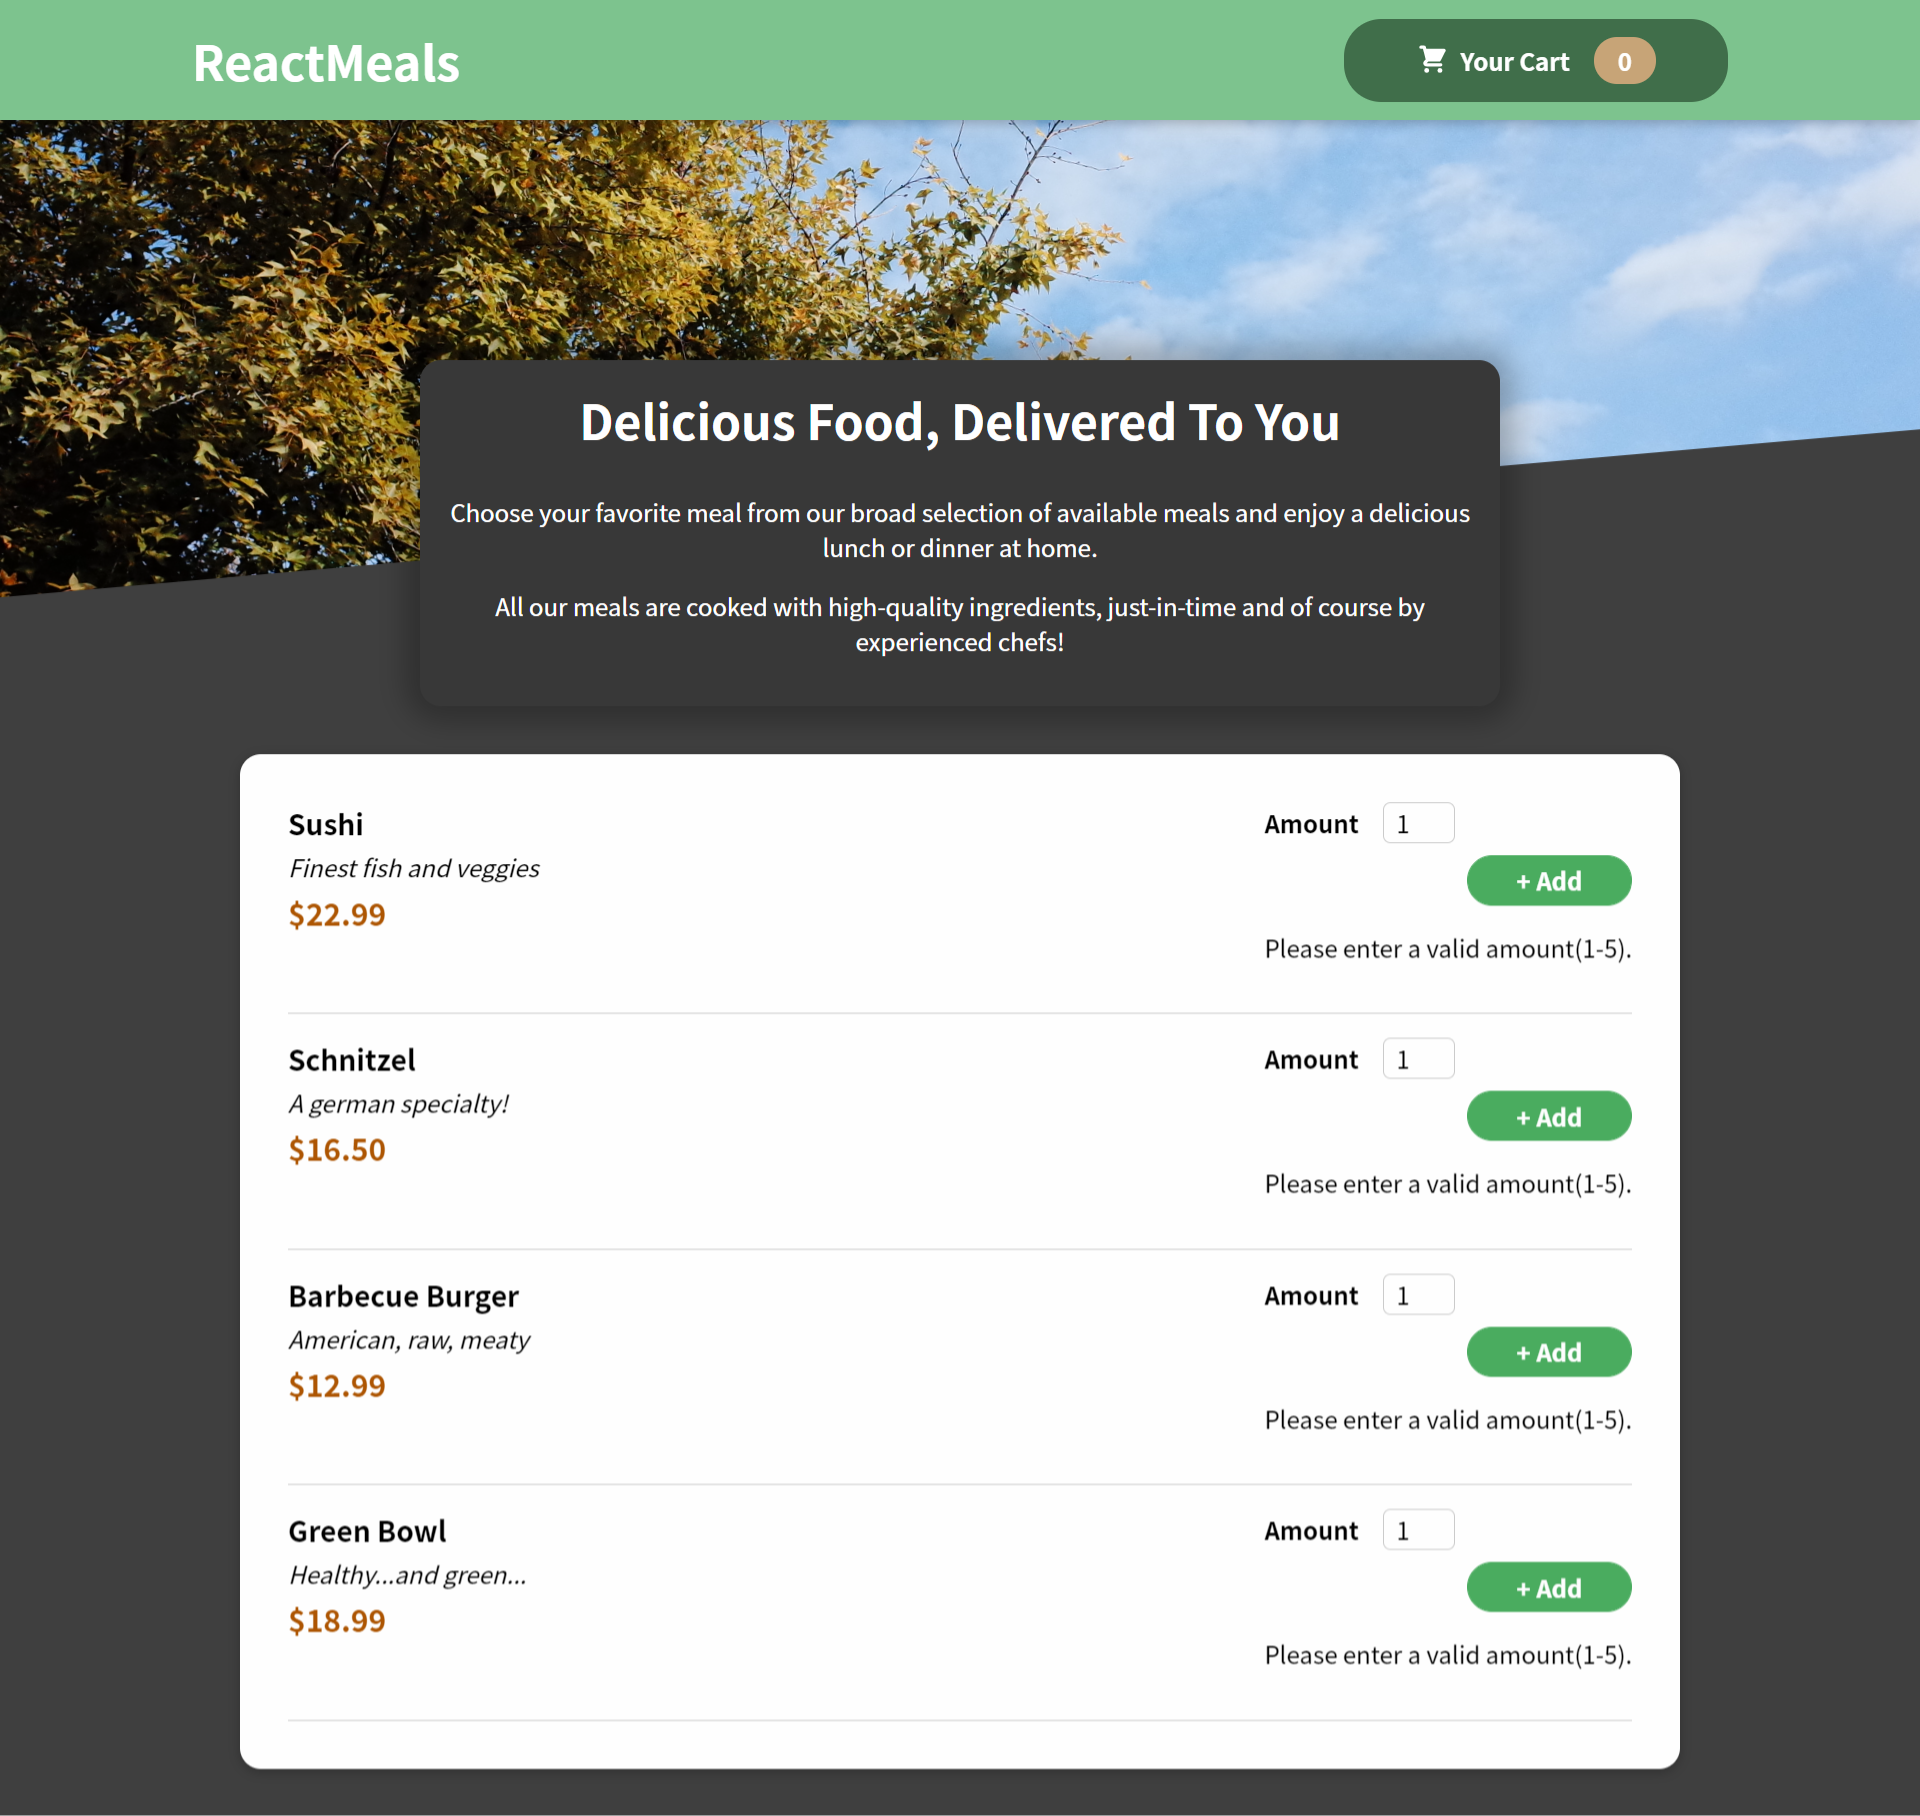 ReactMeals
Your Cart 0
Delicious Food, Delivered To You
Choose your favorite meal from our broad selection of available meals and enjoy a delicious
lunch or dinner at home.
All our meals are cooked with high-quality ingredients, just-in-time and of course by
experienced chefs!
Sushi
Finest fish and veggies
$22.99
Amount 1
+ Add
Please enter a valid amount(1-5).
Schnitzel
A german specialty!
$16.50
Amount 1
+ Add
Please enter a valid amount(1-5).
Barbecue Burger
American, raw, meaty
$12.99
Amount 1
+ Add
Please enter a valid amount(1-5).
Green Bowl
Healthy...and green...
$18.99
Amount 1
+ Add
Please enter a valid amount(1-5).